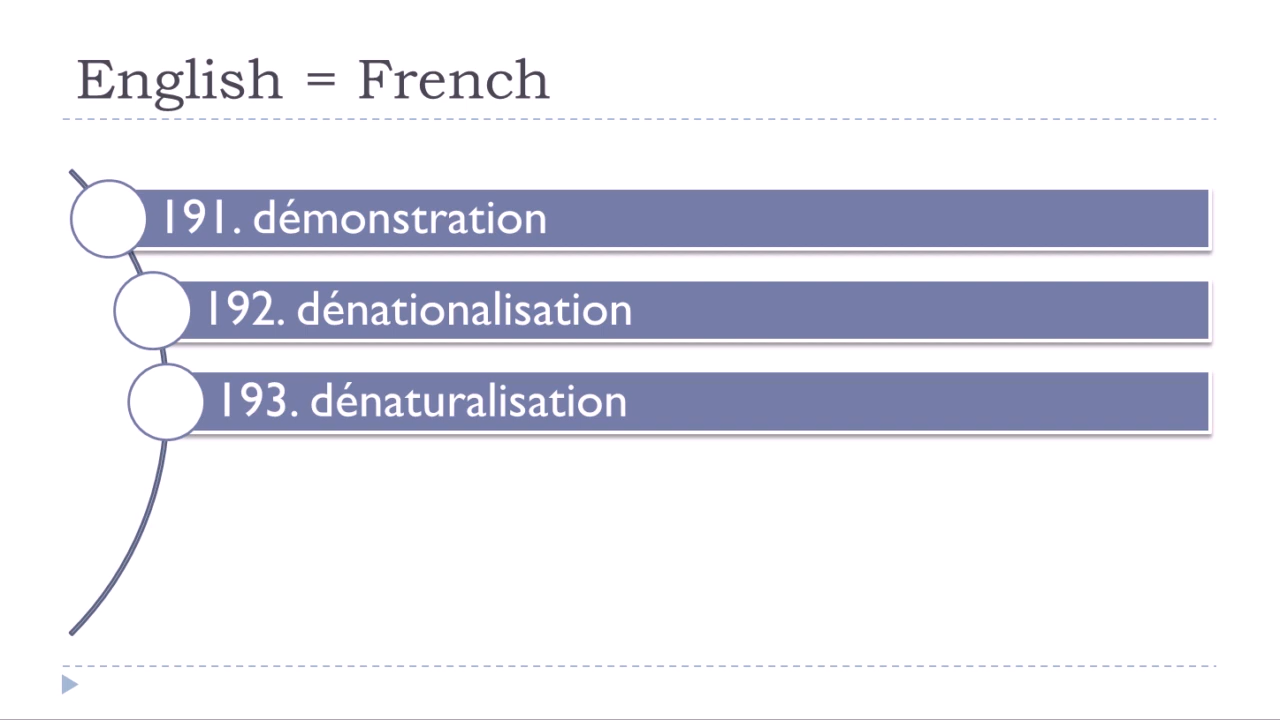 English = French
191. démonstration
192. dénationalisation
193. dénaturalisation